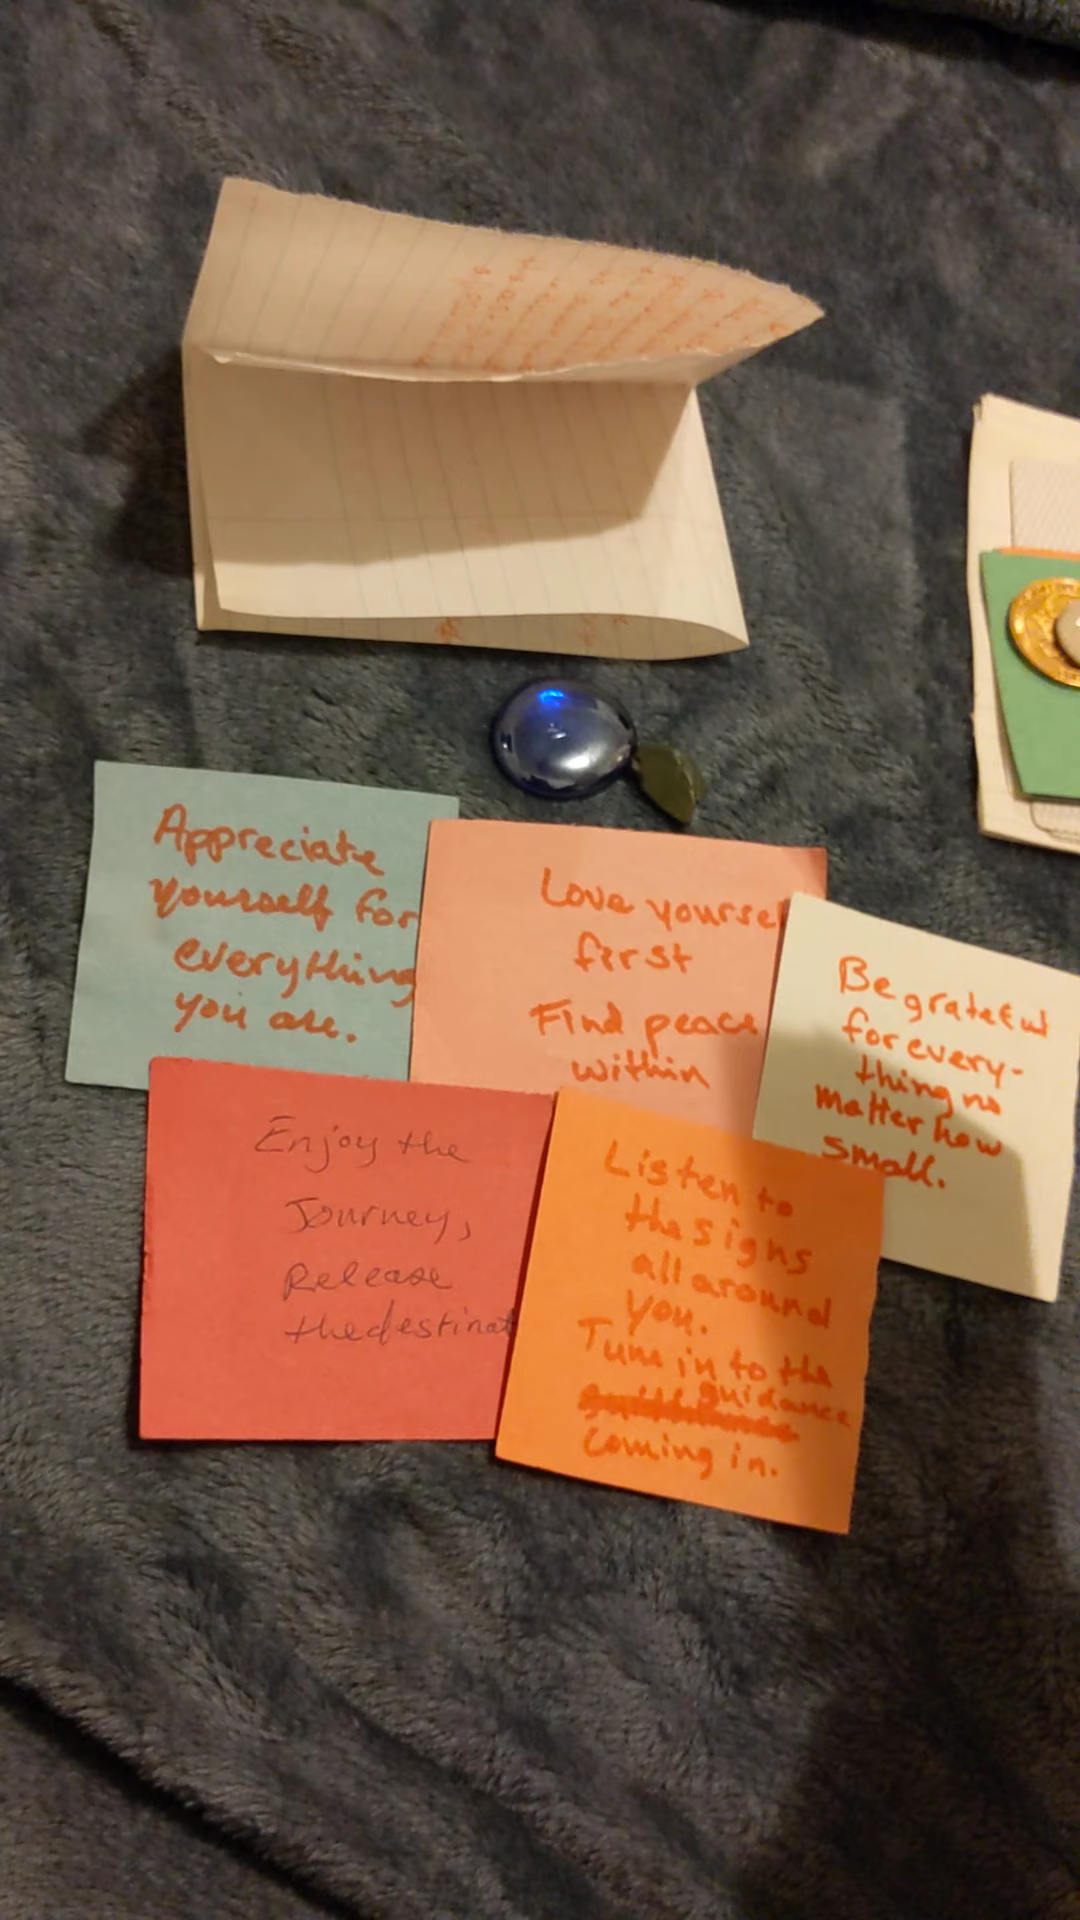 Appreciate
yourself for
everything
you are.
Love yourse
first
Find peace
within
Be grateful
for every-
thing no
matter how
small.
Enjoy the
Journey,
Release
the destinat
Listen to
the signs
all around
you.
Tune in to the
guidance
coming in.